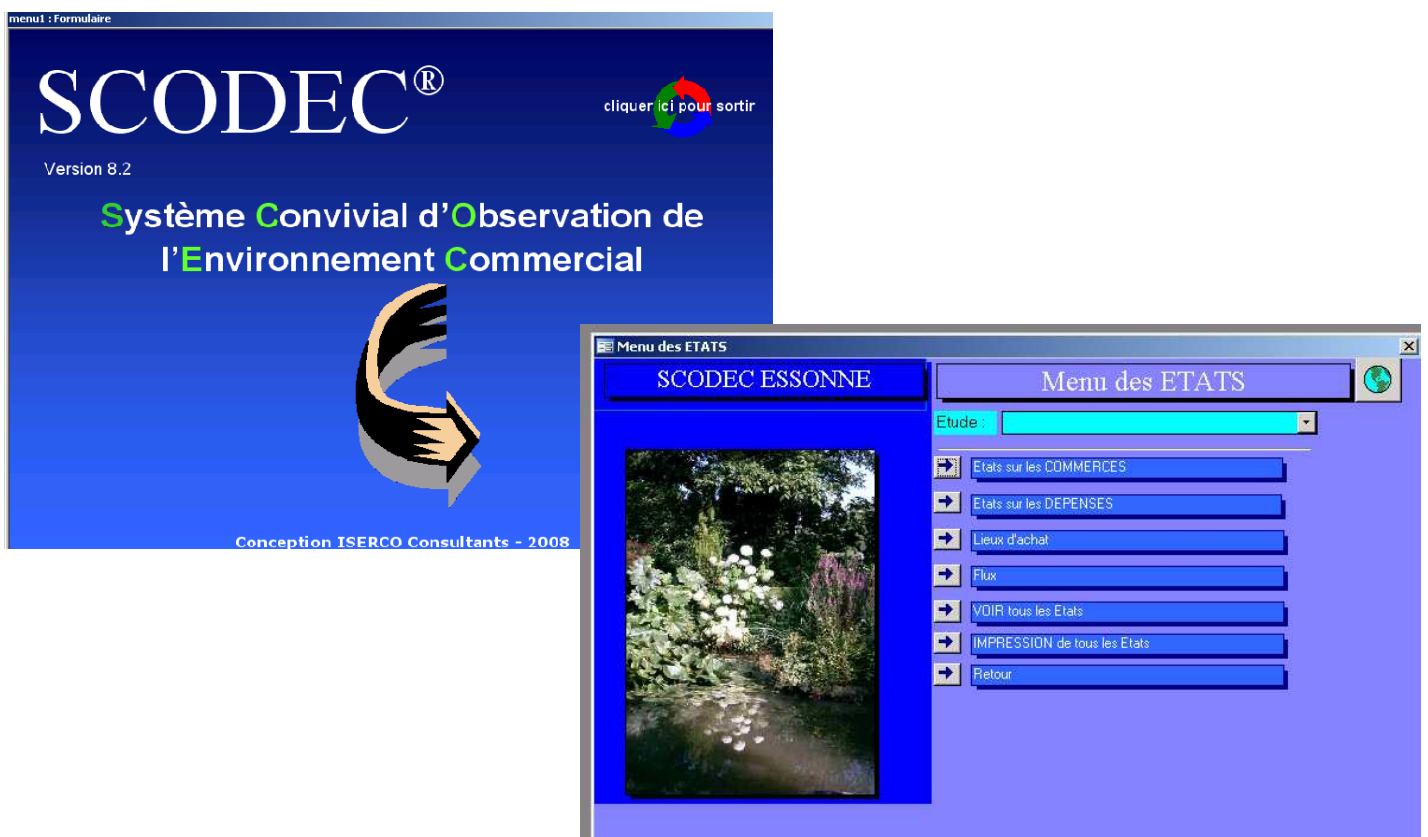 menu1 : Formulaire
SCODEC®
cliquer ici pour sortir
Version 8.2
Système Convivial d’Observation de
l’Environnement Commercial
Conception ISERCO Consultants - 2008
Menu des ETATS
SCODEC ESSONNE
Menu des ETATS
Etude :
Etats sur les COMMERCES
Etats sur les DEPENSES
Lieux d'achat
Flux
VOIR tous les Etats
IMPRESSION de tous les Etats
Retour